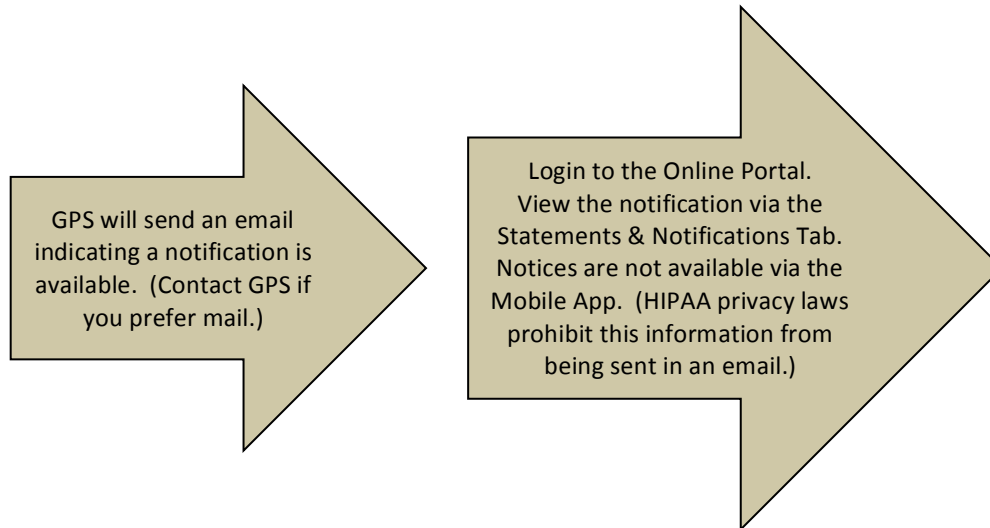 GPS will send an email
indicating a notification is
available.  (Contact GPS if
you prefer mail.)
Login to the Online Portal.
View the notification via the
Statements & Notifications Tab.
Notices are not available via the
Mobile App.  (HIPAA privacy laws
prohibit this information from
being sent in an email.)